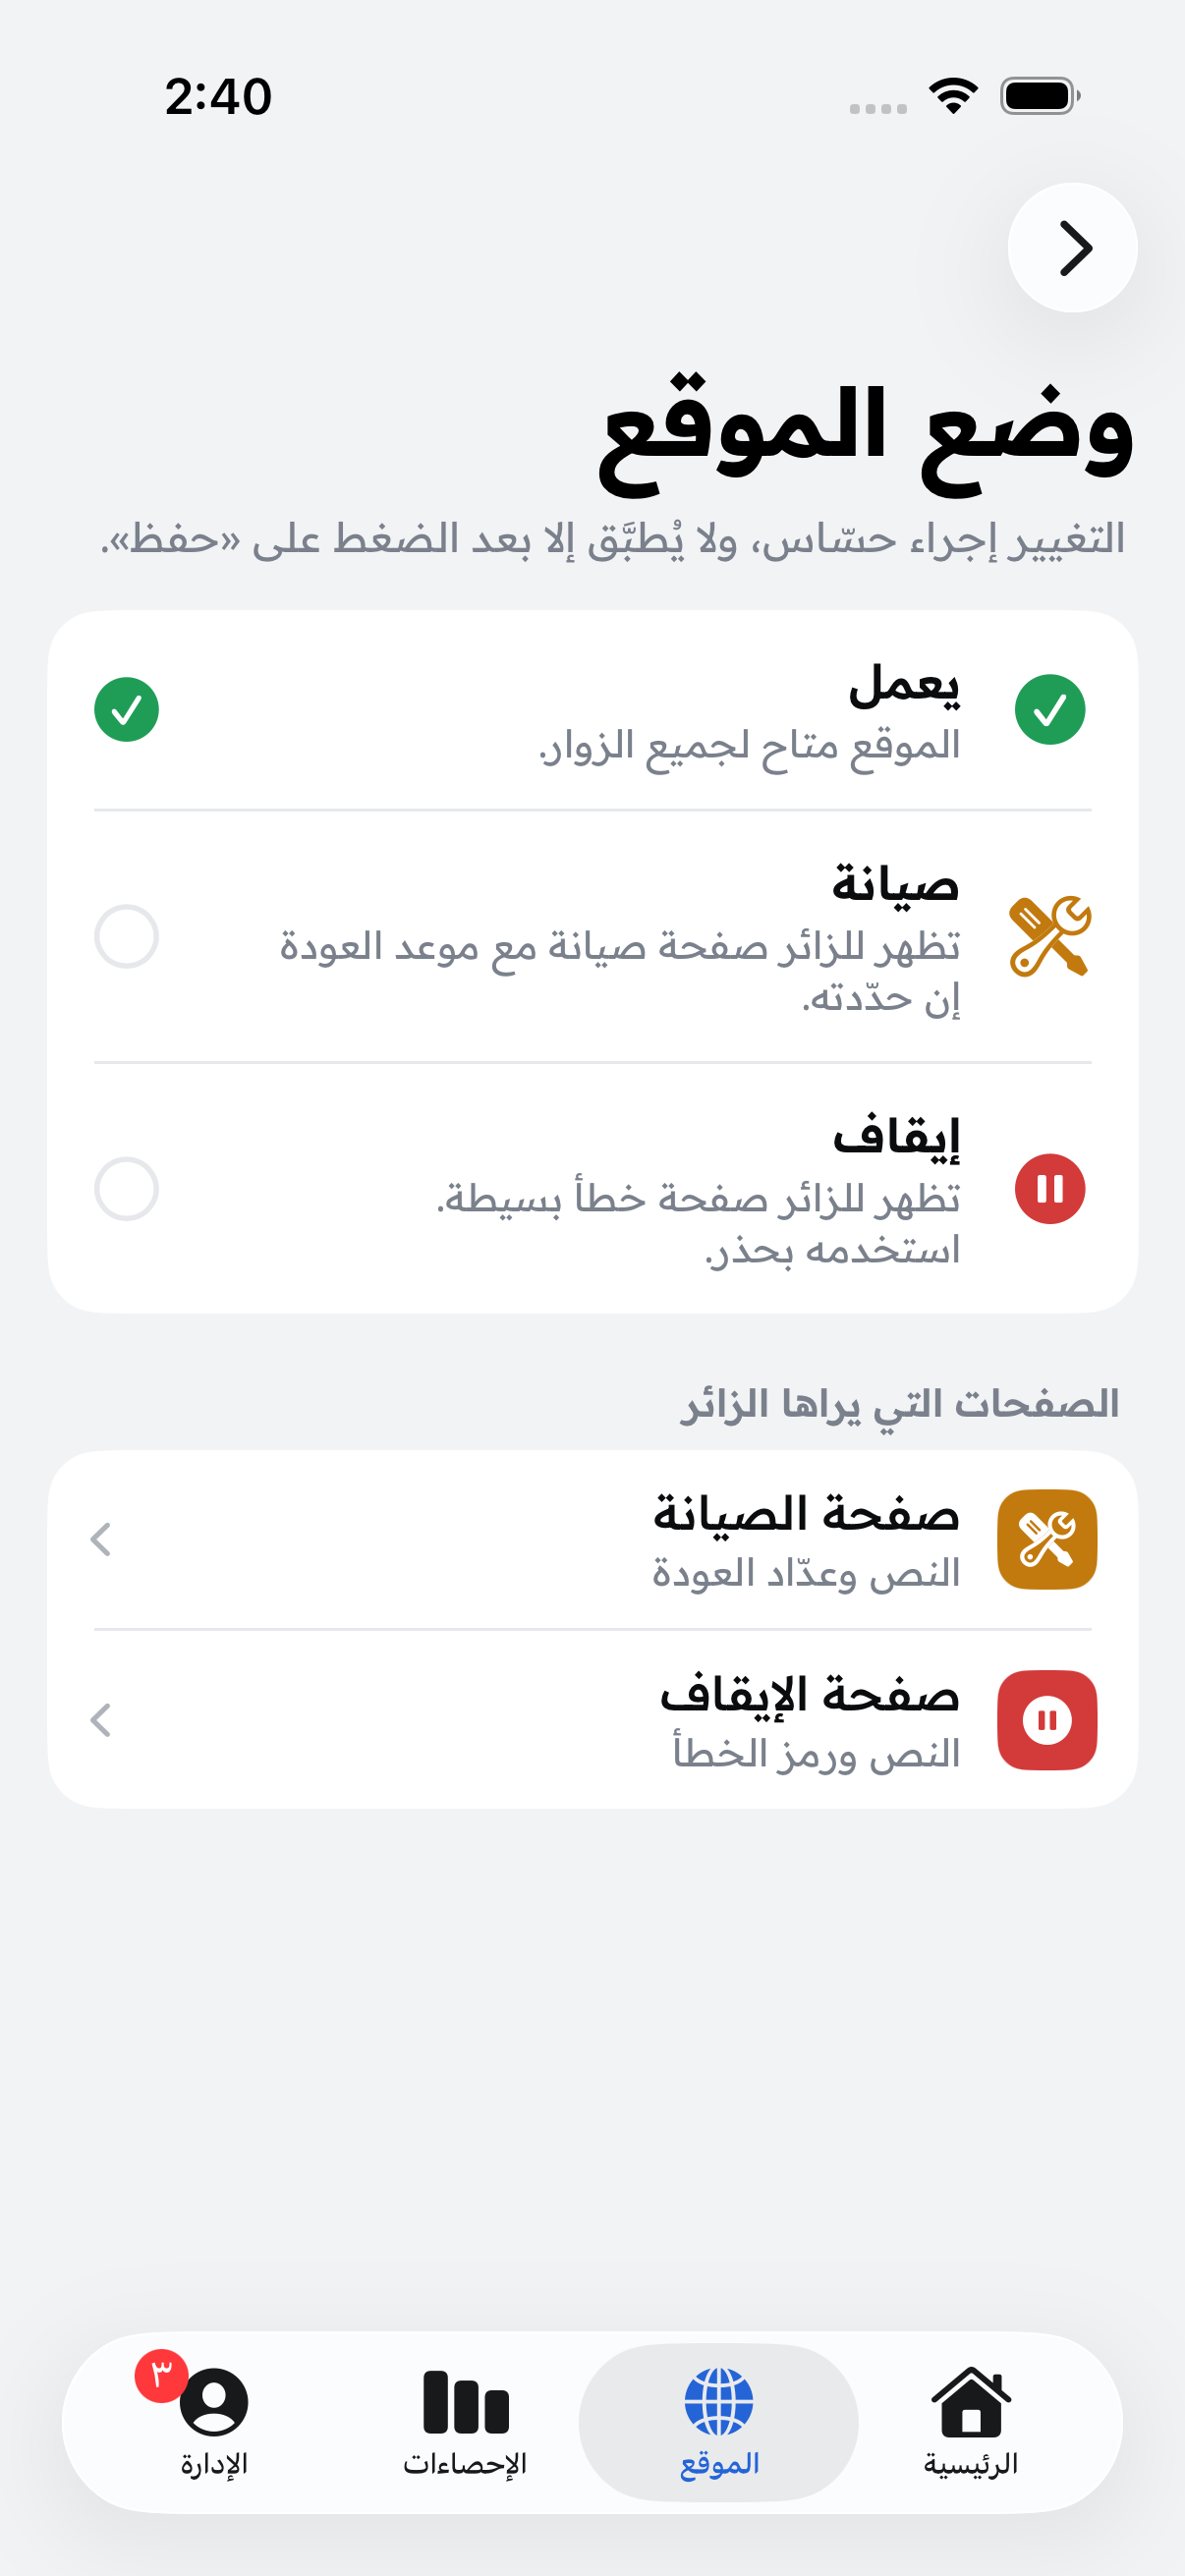 2:40
وضع الموقع
التغيير إجراء حسّاس، ولا يُطبَّق إلا بعد الضغط على «حفظ».
يعمل
الموقع متاح لجميع الزوار.
صيانة
تظهر للزائر صفحة صيانة مع موعد العودة
إن حدّدته.
إيقاف
تظهر للزائر صفحة خطأ بسيطة.
استخدمه بحذر.
الصفحات التي يراها الزائر
صفحة الصيانة
النص وعدّاد العودة
صفحة الإيقاف
النص ورمز الخطأ
الرئيسية
الموقع
الإحصاءات
٣
الإدارة